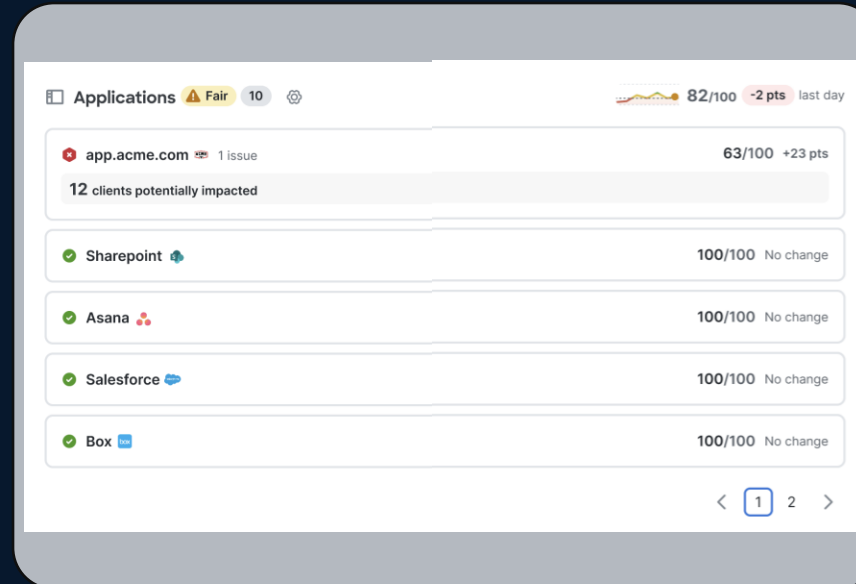 Applications Fair 10 82/100 -2 pts last day
app.acme.com 1 issue 63/100 +23 pts
12 clients potentially impacted
Sharepoint 100/100 No change
Asana 100/100 No change
Salesforce 100/100 No change
Box box 100/100 No change
1 2